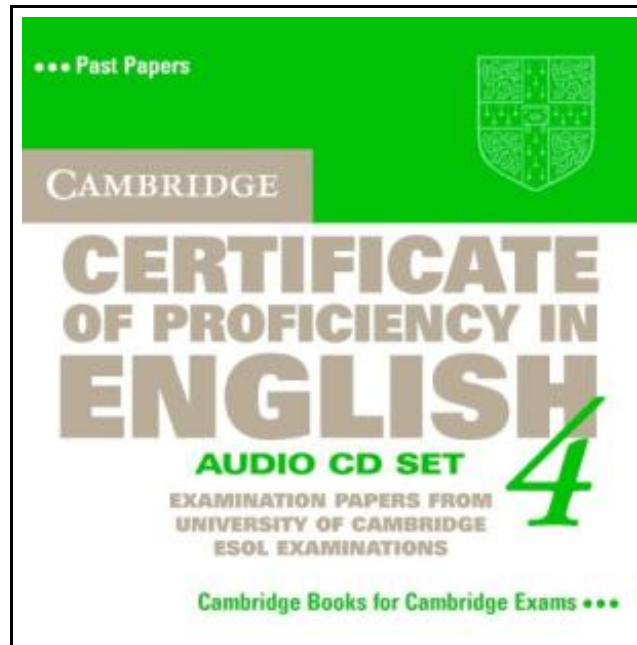 ••• Past Papers
CAMBRIDGE
CERTIFICATE
OF PROFICIENCY IN
ENGLISH 4
AUDIO CD SET
EXAMINATION PAPERS FROM
UNIVERSITY OF CAMBRIDGE
ESOL EXAMINATIONS
Cambridge Books for Cambridge Exams •••